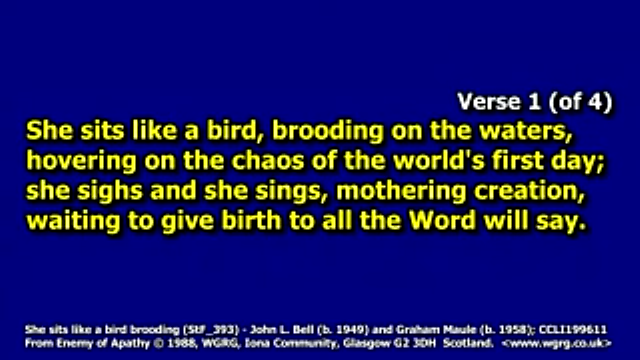 Verse 1 (of 4)
She sits like a bird, brooding on the waters,
hovering on the chaos of the world's first day;
she sighs and she sings, mothering creation,
waiting to give birth to all the Word will say.
She sits like a bird brooding (StF_393) - John L. Bell (b. 1949) and Graham Maule (b. 1958); CCLI199611
From Enemy of Apathy © 1988, WGRG, Iona Community, Glasgow G2 3DH Scotland. <www.wgrg.co.uk>